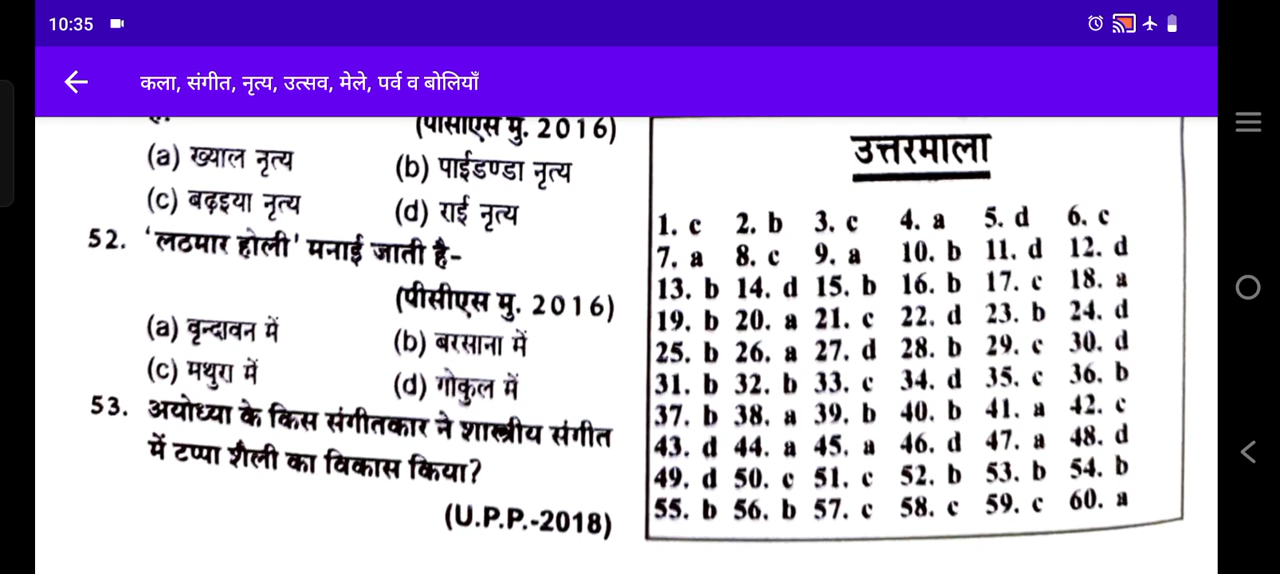 10:35
कला, संगीत, नृत्य, उत्सव, मेले, पर्व व बोलियाँ
(पीसीएस मु. 2016)
(a) ख्याल नृत्य (b) पाईडण्डा नृत्य
(c) बढ़इया नृत्य (d) राई नृत्य
52. 'लठमार होली' मनाई जाती है-
(पीसीएस मु. 2016)
(a) वृन्दावन में (b) बरसाना में
(c) मथुरा में (d) गोकुल में
53. अयोध्या के किस संगीतकार ने शास्त्रीय संगीत
में टप्पा शैली का विकास किया?
(U.P.P.-2018)
उत्तरमाला
1. c 2. b 3. c 4. a 5. d 6. c
7. a 8. c 9. a 10. b 11. d 12. d
13. b 14. d 15. b 16. b 17. c 18. a
19. b 20. a 21. c 22. d 23. b 24. d
25. b 26. a 27. d 28. b 29. c 30. d
31. b 32. b 33. c 34. d 35. c 36. b
37. b 38. a 39. b 40. b 41. a 42. c
43. d 44. a 45. a 46. d 47. a 48. d
49. d 50. c 51. c 52. b 53. b 54. b
55. b 56. b 57. c 58. c 59. c 60. a